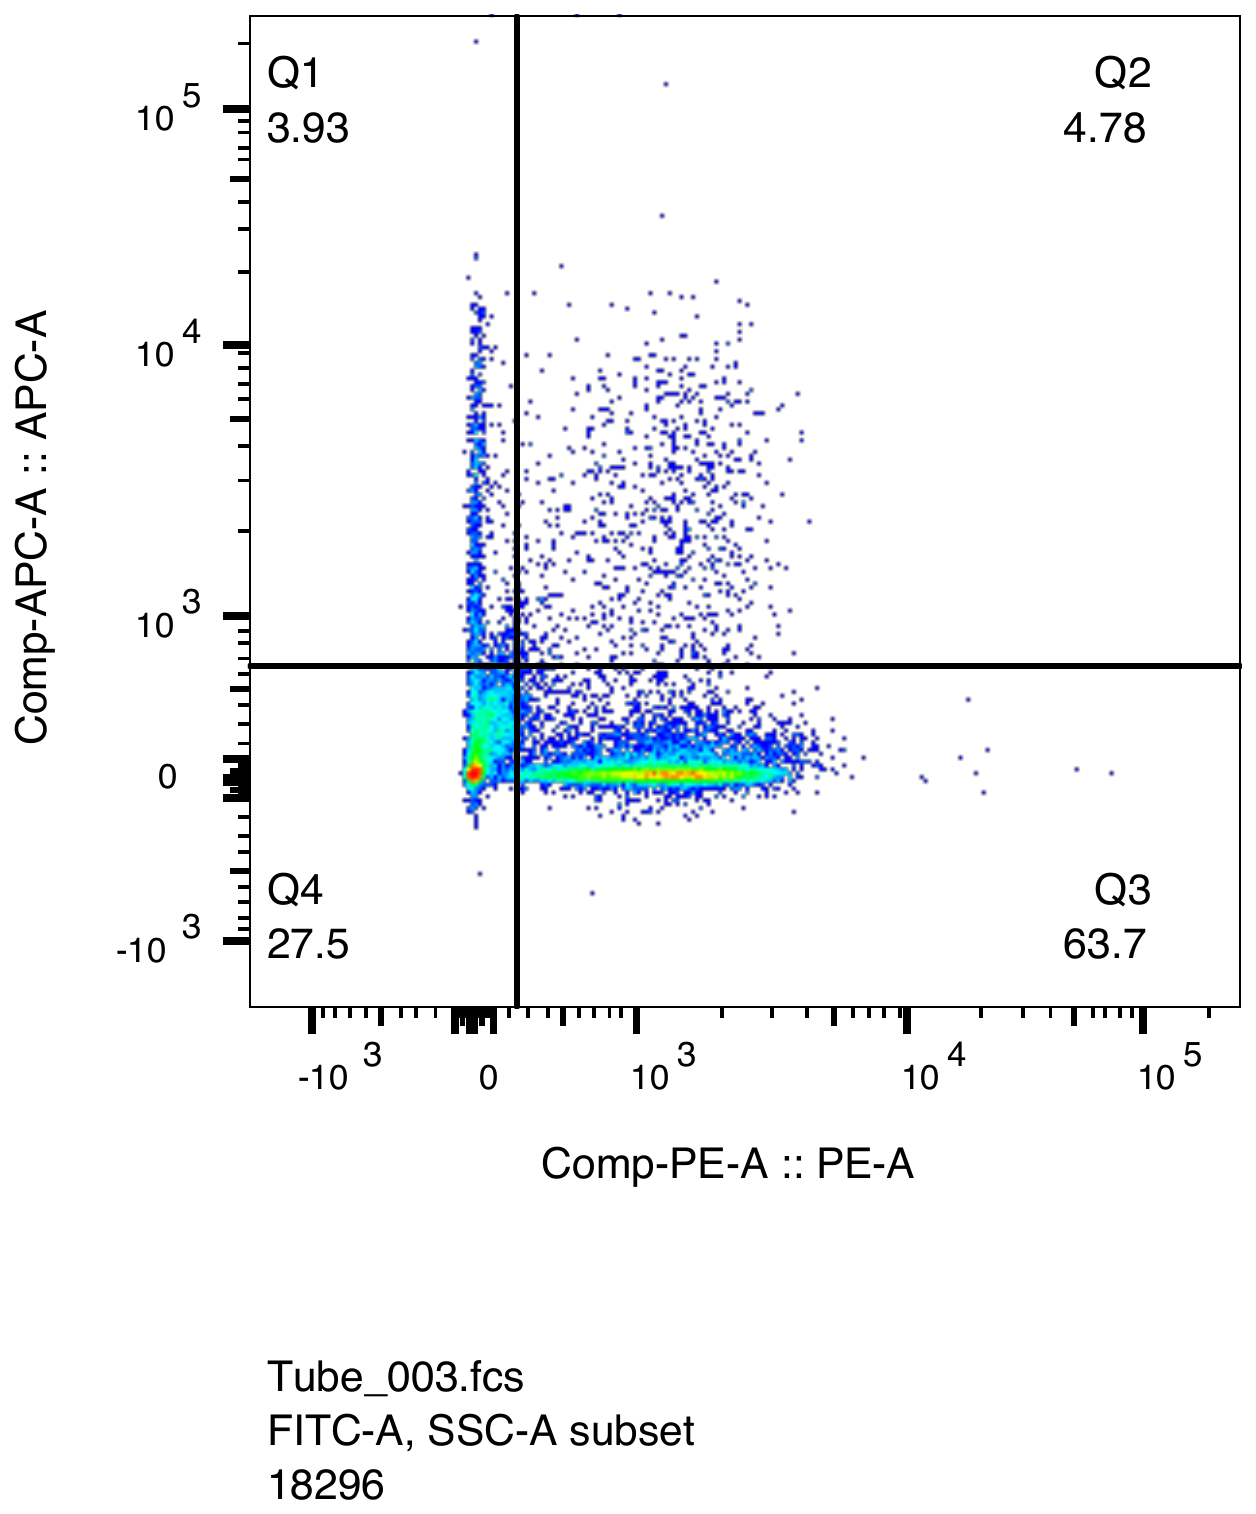 Q1
3.93
Q2
4.78
10 5
10 4
10 3
0
-10 3
Comp-APC-A :: APC-A
Q4
27.5
Q3
63.7
-10 3
0
10 3
10 4
10 5
Comp-PE-A :: PE-A
Tube_003.fcs
FITC-A, SSC-A subset
18296